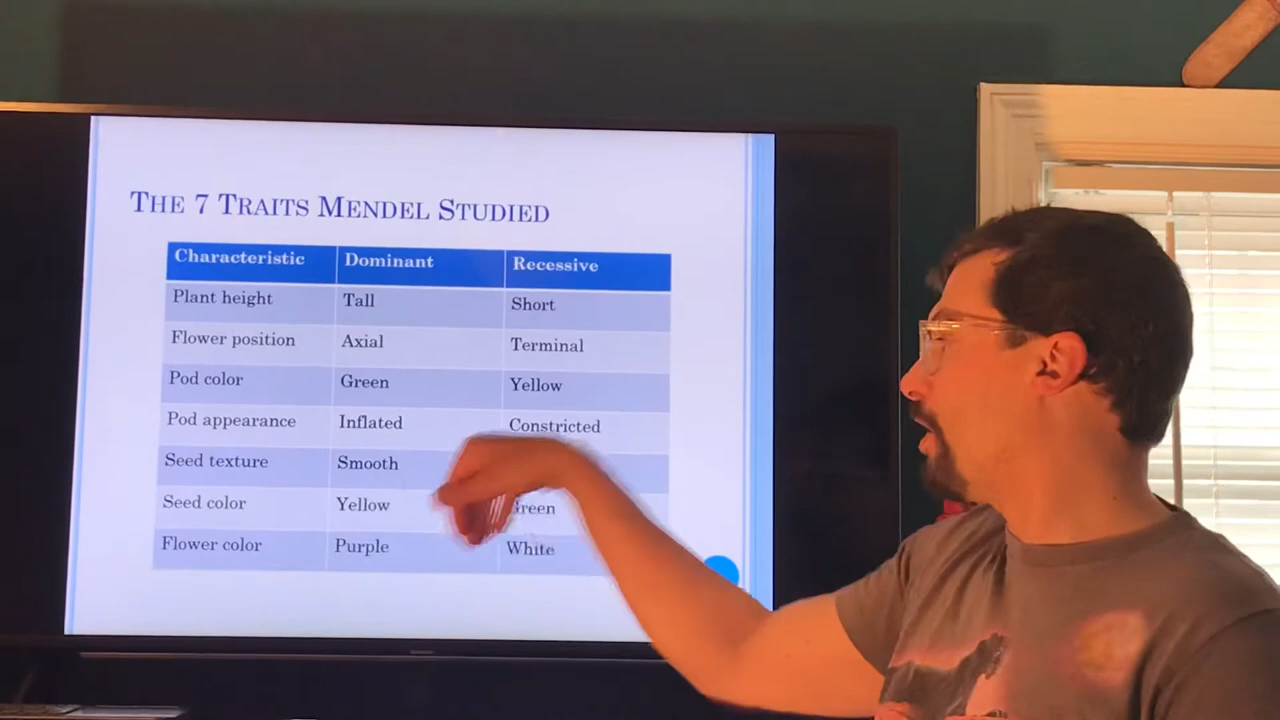 The 7 Traits Mendel Studied
Characteristic Dominant Recessive
Plant height Tall Short
Flower position Axial Terminal
Pod color Green Yellow
Pod appearance Inflated Constricted
Seed texture Smooth
Seed color Yellow Green
Flower color Purple White